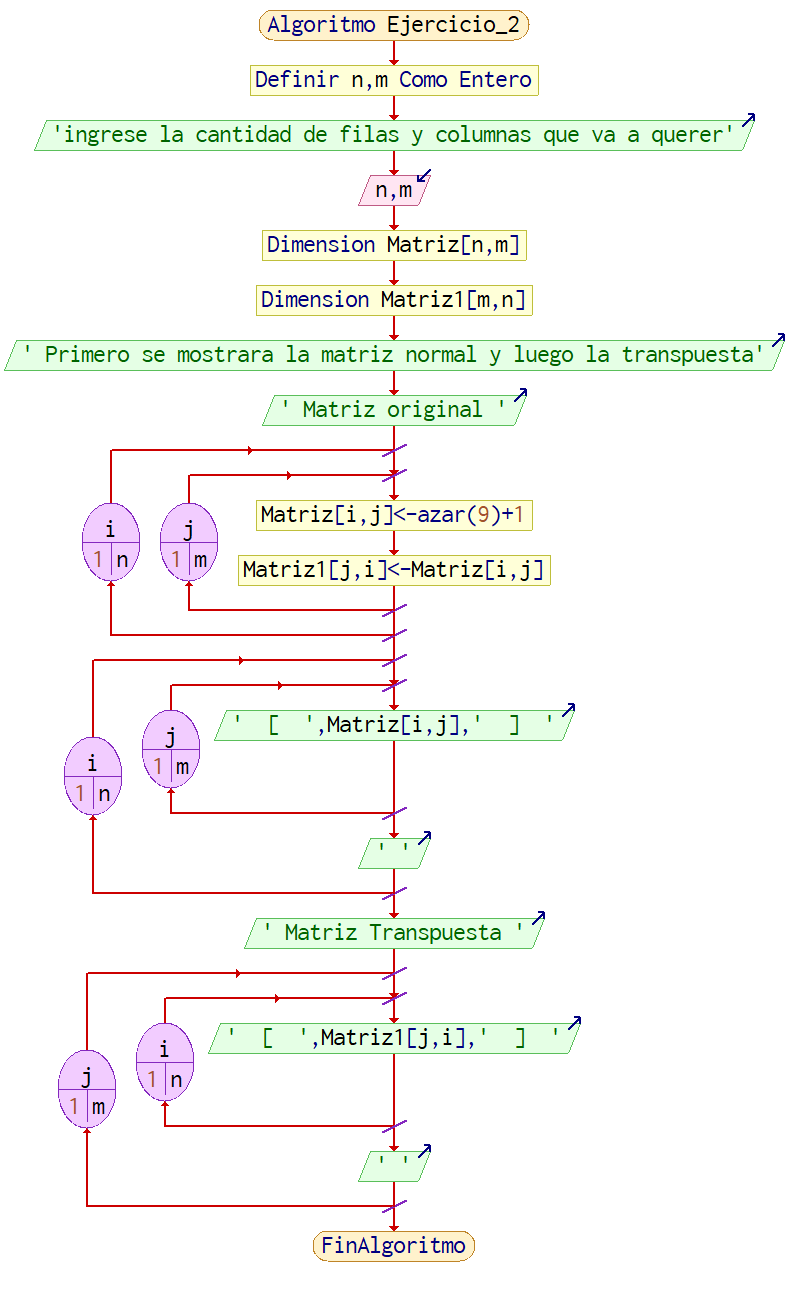 Algoritmo Ejercicio_2
Definir n,m Como Entero
'ingrese la cantidad de filas y columnas que va a querer'
n,m
Dimension Matriz[n,m]
Dimension Matriz1[m,n]
' Primero se mostrara la matriz normal y luego la transpuesta'
' Matriz original '
i
1 n
j
1 m
Matriz[i,j]<-azar(9)+1
Matriz1[j,i]<-Matriz[i,j]
i
1 n
j
1 m
'  [  ',Matriz[i,j],'  ]  '
' '
' Matriz Transpuesta '
j
1 m
i
1 n
'  [  ',Matriz1[j,i],'  ]  '
' '
FinAlgoritmo